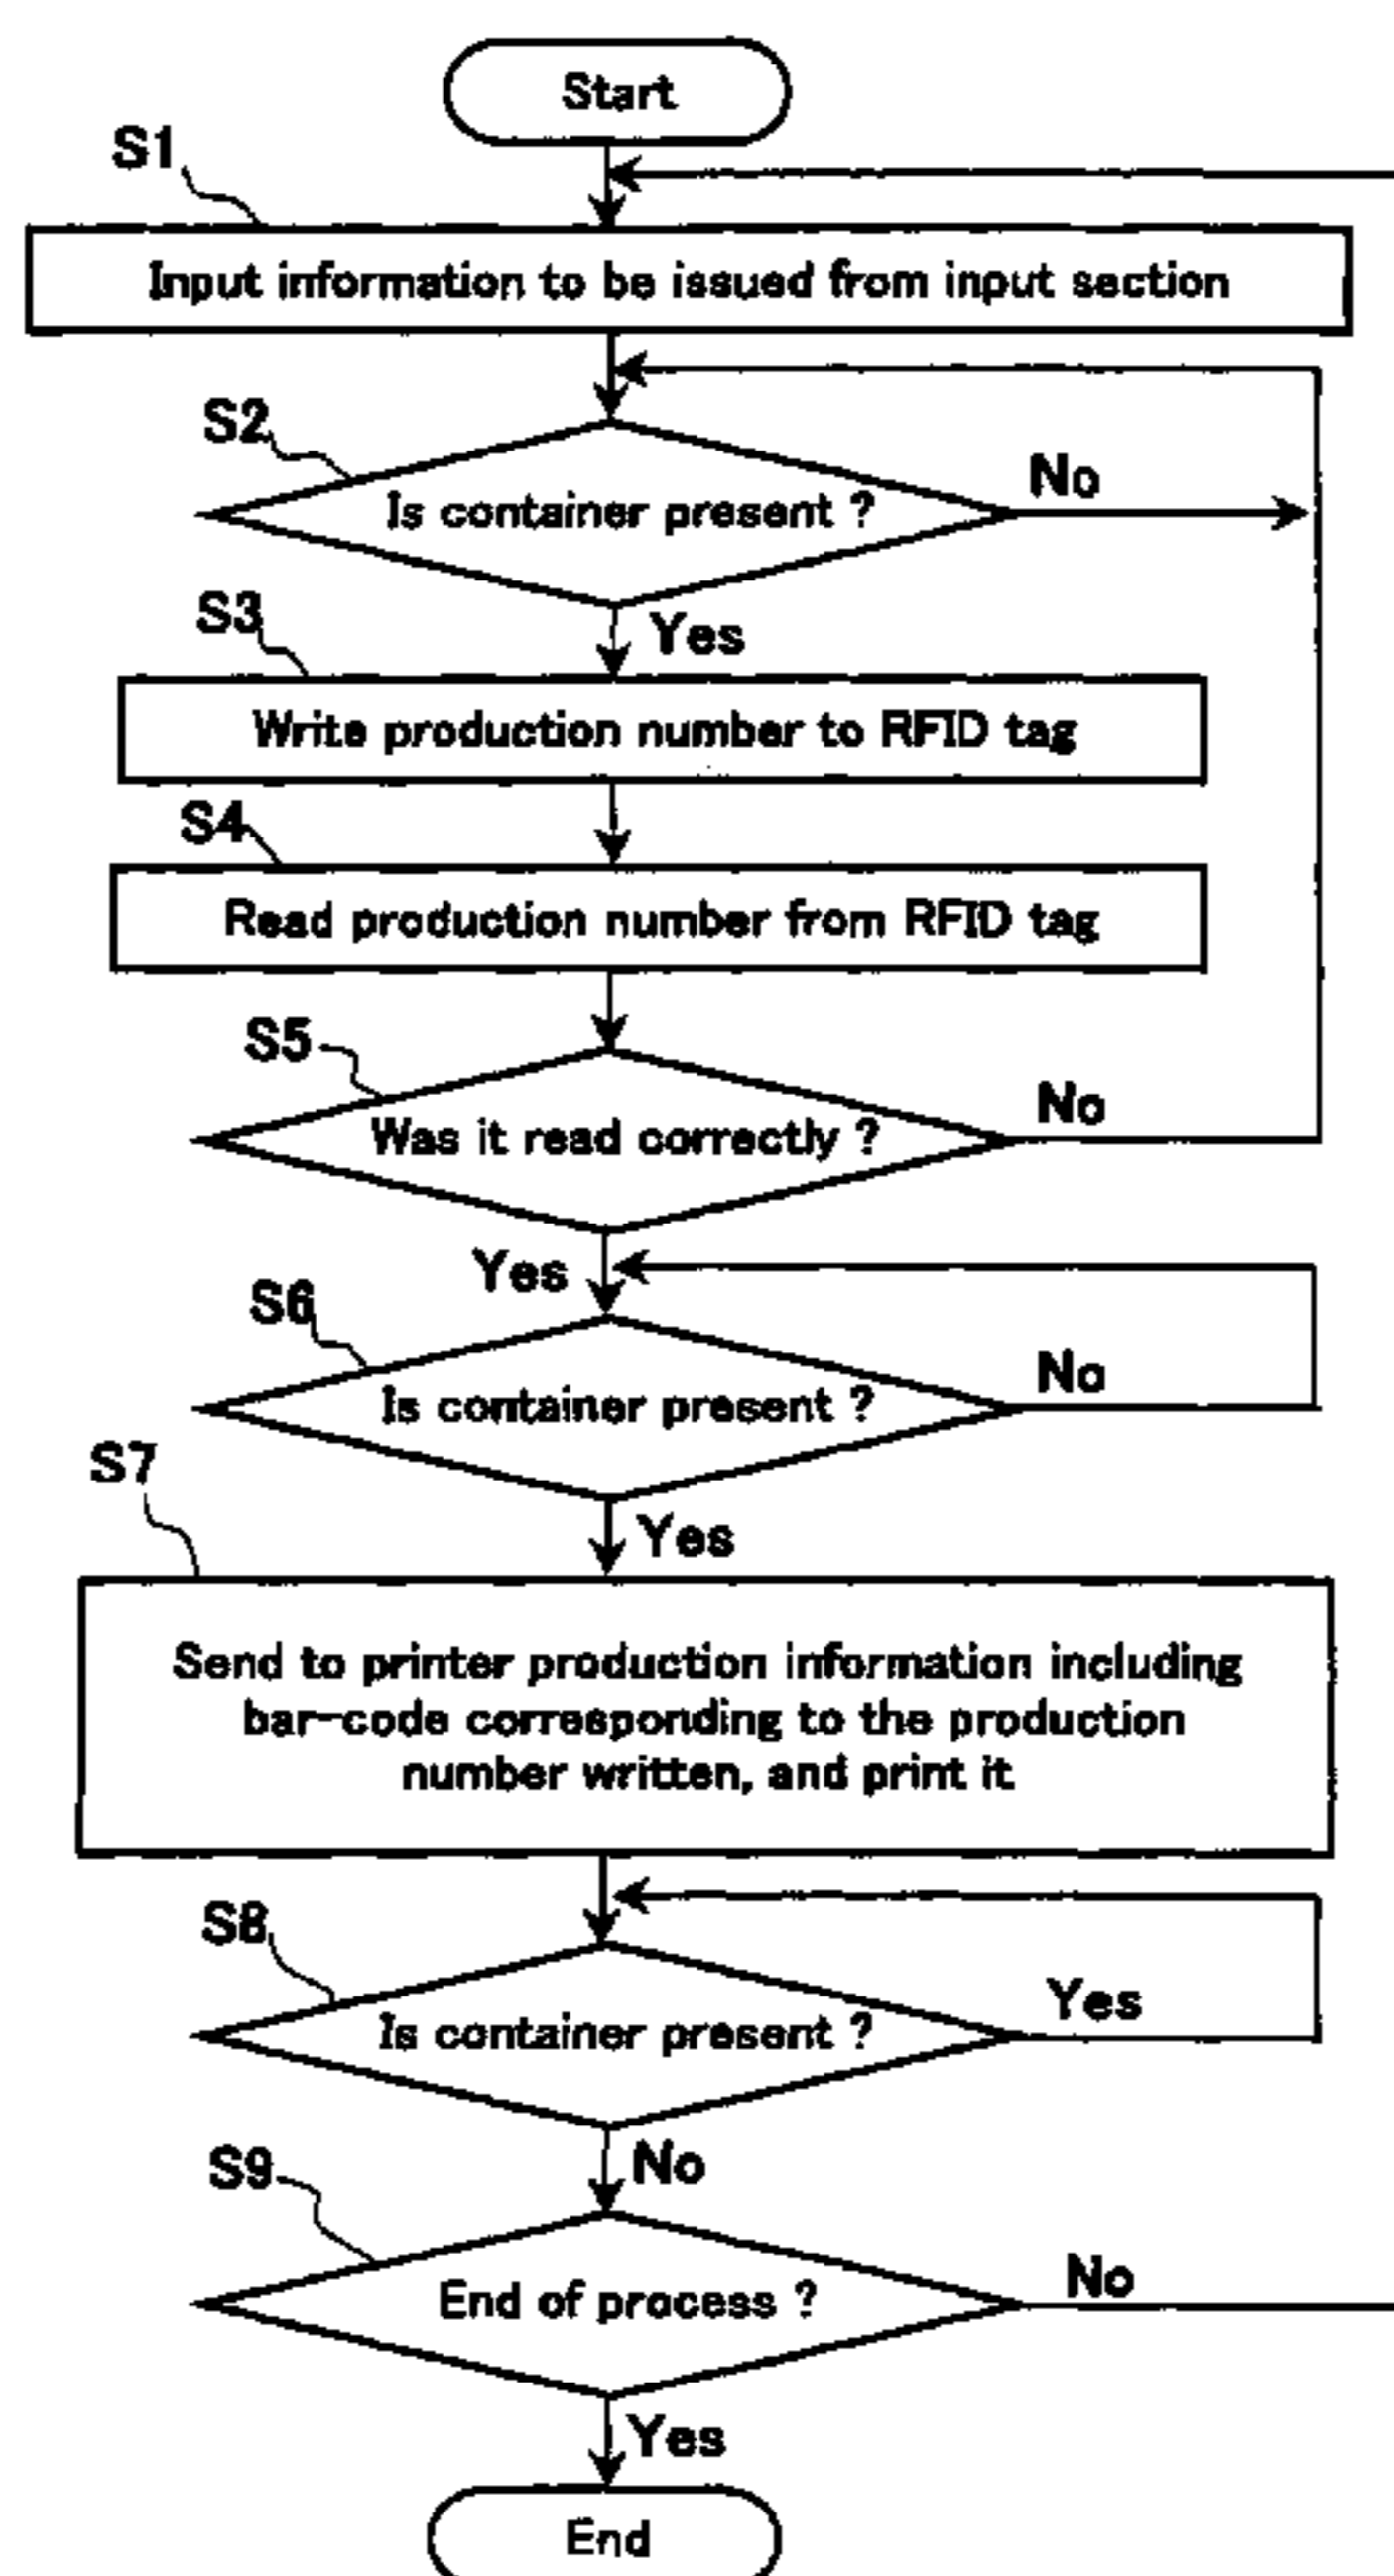 Start
S1
Input information to be issued from input section
S2
Is container present ?
No
S3
Yes
Write production number to RFID tag
S4
Read production number from RFID tag
S5
Was it read correctly ?
No
Yes
S6
Is container present ?
No
S7
Yes
Send to printer production information including
bar-code corresponding to the production
number written, and print it
S8
Is container present ?
Yes
No
S9
End of process ?
No
Yes
End